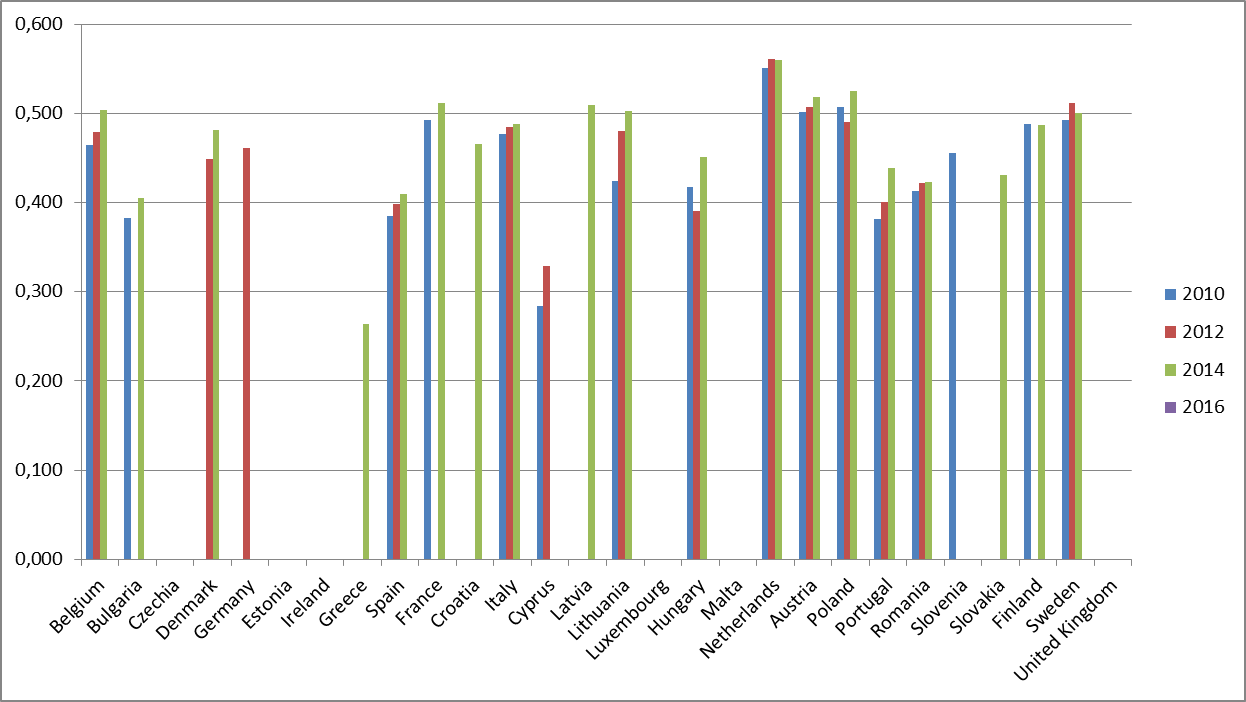 0,600
0,500
0,400
0,300
0,200
0,100
0,000
Belgium
Bulgaria
Czechia
Denmark
Germany
Estonia
Ireland
Greece
Spain
France
Croatia
Italy
Cyprus
Latvia
Lithuania
Luxembourg
Hungary
Malta
Netherlands
Austria
Poland
Portugal
Romania
Slovenia
Slovakia
Finland
Sweden
United Kingdom
2010
2012
2014
2016